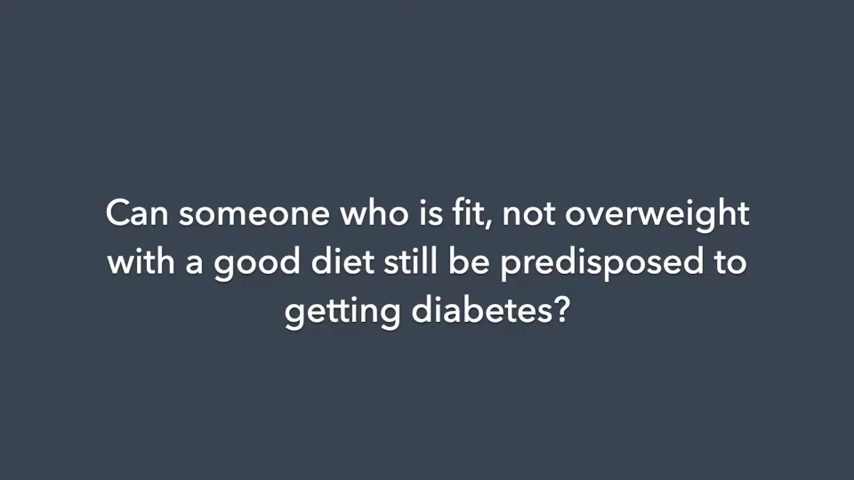 Can someone who is fit, not overweight
with a good diet still be predisposed to
getting diabetes?